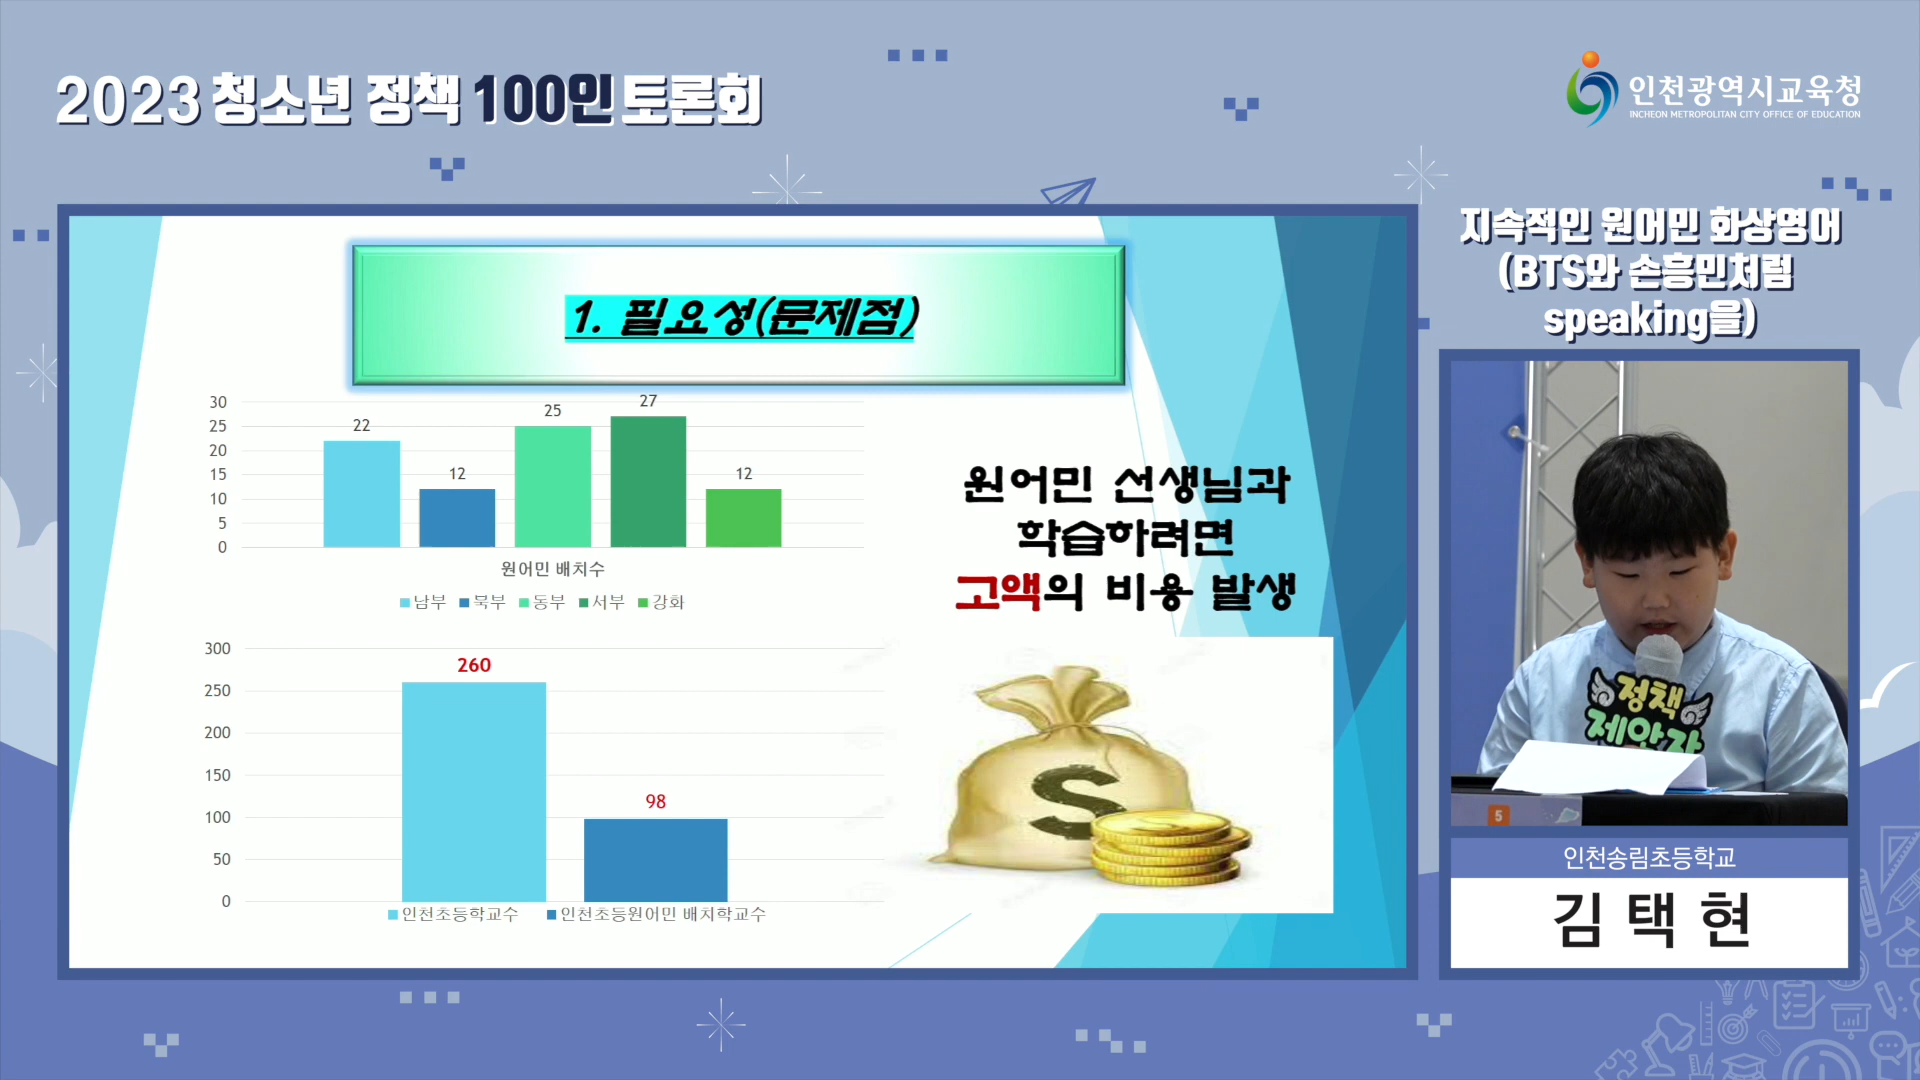 2023 청소년 정책 100인 토론회
인천광역시교육청
INCHEON METROPOLITAN CITY OFFICE OF EDUCATION
지속적인 원어민 화상영어
(BTS와 손흥민처럼
speaking을)
1. 필요성(문제점)
30
25
20
15
10
5
0
22
12
25
27
12
원어민 배치수
남부 북부 동부 서부 강화
원어민 선생님과
학습하려면
고액의 비용 발생
300
250
200
150
100
50
0
260
98
인천초등학교수 인천초등원어민 배치학교수
$
정책
제안자
5
인천송림초등학교
김택현